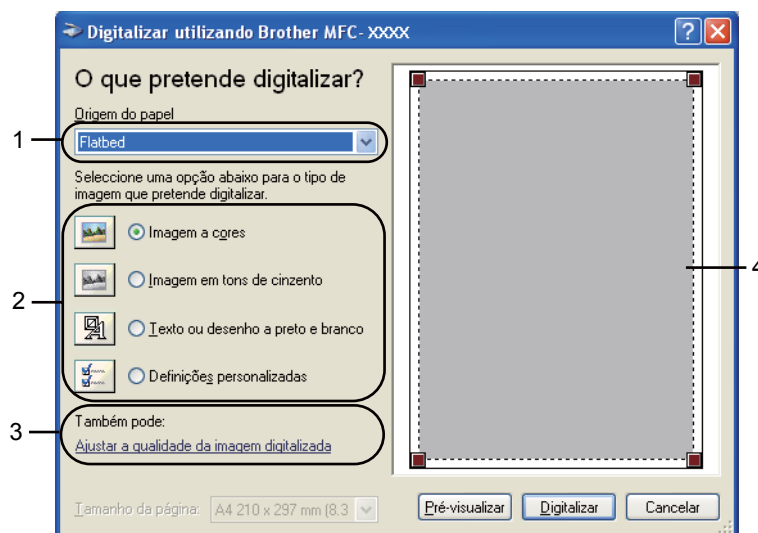 Digitalizar utilizando Brother MFC- XXXX
O que pretende digitalizar?
1
Origem do papel
Flatbed
Seleccione uma opção abaixo para o tipo de
imagem que pretende digitalizar.
2
Imagem a cores
Imagem em tons de cinzento
Texto ou desenho a preto e branco
Definições personalizadas
3
Também pode:
Ajustar a qualidade da imagem digitalizada
4
Tamanho da página: A4 210 x 297 mm (8.3
Pré-visualizar Digitalizar Cancelar